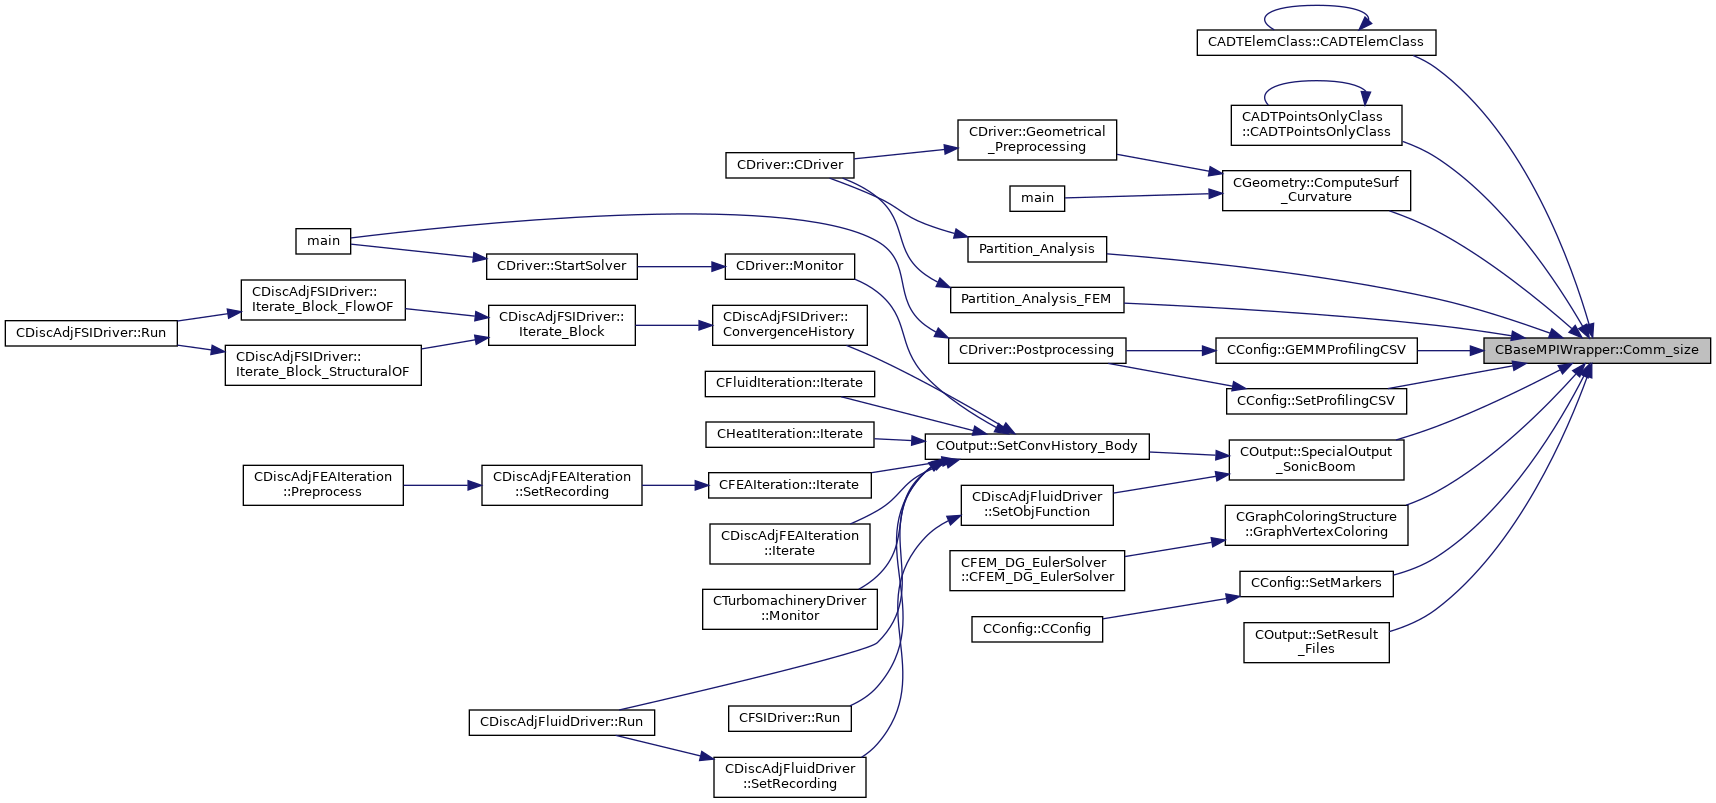 CADTElemClass::CADTElemClass
CADTPointsOnlyClass
::CADTPointsOnlyClass
CDriver::Geometrical
_Preprocessing
CDriver::CDriver
CGeometry::ComputeSurf
_Curvature
main
main
Partition_Analysis
CDriver::StartSolver
CDriver::Monitor
CDiscAdjFSIDriver::
Iterate_Block_FlowOF
Partition_Analysis_FEM
CDiscAdjFSIDriver::Run
CDiscAdjFSIDriver::
Iterate_Block
CDiscAdjFSIDriver::
ConvergenceHistory
CDiscAdjFSIDriver::
Iterate_Block_StructuralOF
CDriver::Postprocessing
CConfig::GEMMProfilingCSV
CBaseMPIWrapper::Comm_size
CFluidIteration::Iterate
CConfig::SetProfilingCSV
CHeatIteration::Iterate
COutput::SetConvHistory_Body
COutput::SpecialOutput
_SonicBoom
CDiscAdjFEAIteration
::Preprocess
CDiscAdjFEAIteration
::SetRecording
CFEAIteration::Iterate
CDiscAdjFluidDriver
::SetObjFunction
CGraphColoringStructure
::GraphVertexColoring
CDiscAdjFEAIteration
::Iterate
CFEM_DG_EulerSolver
::CFEM_DG_EulerSolver
CConfig::SetMarkers
CTurbomachineryDriver
::Monitor
CConfig::CConfig
COutput::SetResult
_Files
CDiscAdjFluidDriver::Run
CFSIDriver::Run
CDiscAdjFluidDriver
::SetRecording